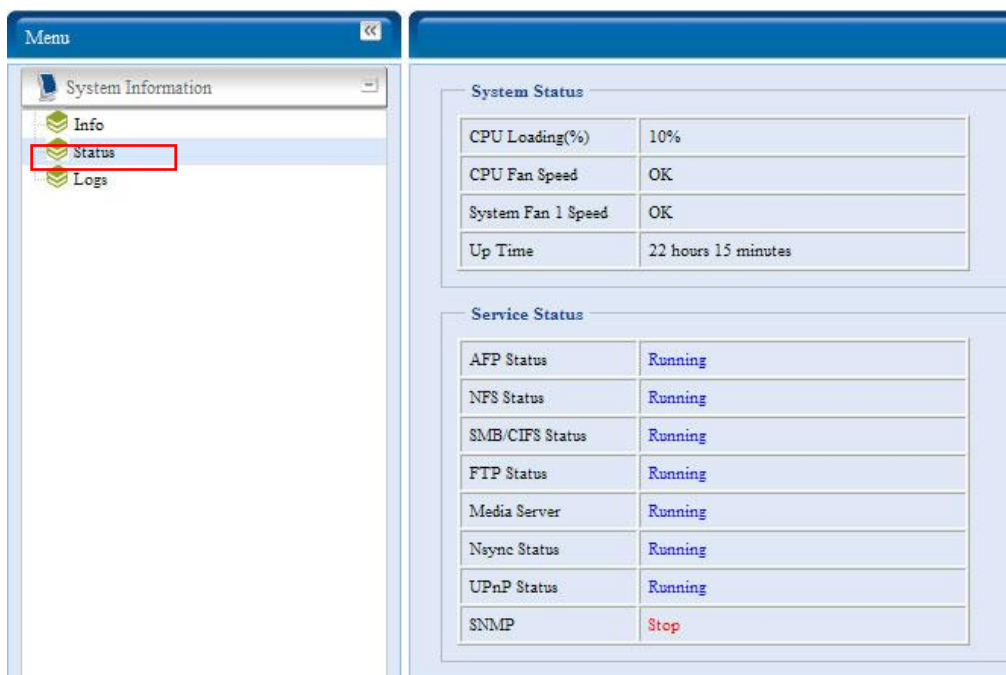 Menu
System Information
Info
Status
Logs
System Status
CPU Loading(%) 10%
CPU Fan Speed OK
System Fan 1 Speed OK
Up Time 22 hours 15 minutes
Service Status
AFP Status Running
NFS Status Running
SMB/CIFS Status Running
FTP Status Running
Media Server Running
Nsync Status Running
UPnP Status Running
SNMP Stop